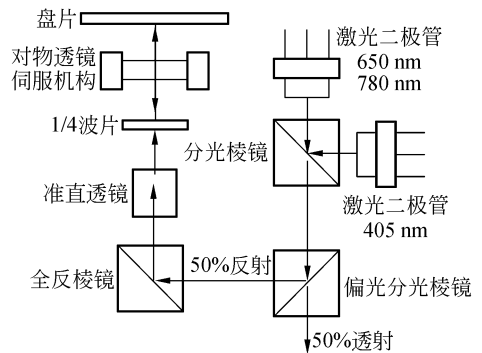 盘片
对物透镜
伺服机构
1/4波片
准直透镜
全反棱镜
50%反射
激光二极管
650 nm
780 nm
分光棱镜
激光二极管
405 nm
偏光分光棱镜
50%透射